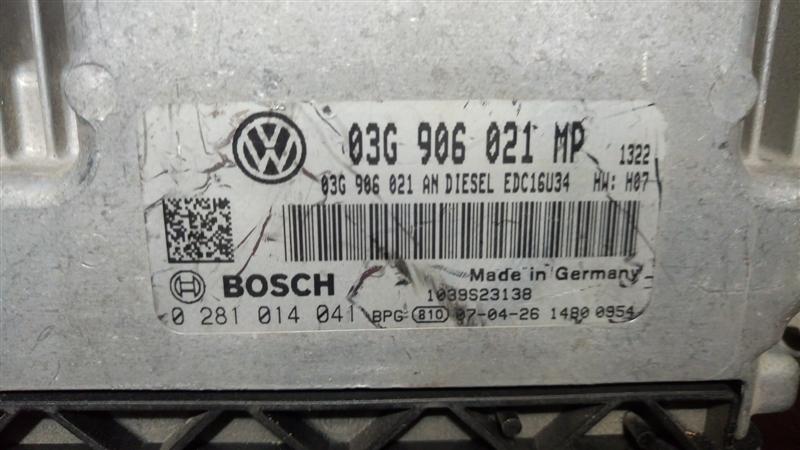 03G 906 021 MP 1322
03G 906 021 AN DIESEL EDC16U34 HW: H07
BOSCH Made in Germany
1039S23138
0 281 014 041 BPG 810 07-04-26 1480 0954